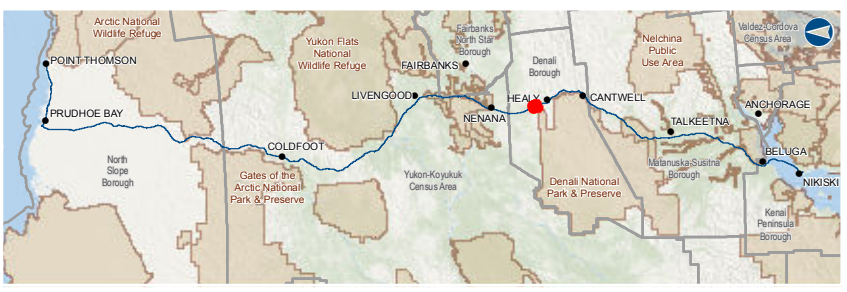 Arctic National
Wildlife Refuge
POINT THOMSON
PRUDHOE BAY
North
Slope
Borough
COLDFOOT
Gates of the
Arctic National
Park & Preserve
Yukon Flats
National
Wildlife Refuge
LIVENGOOD
Fairbanks
North Star
Borough
FAIRBANKS
NENANA
Yukon-Koyukuk
Census Area
Denali
Borough
HEALY
CANTWELL
Denali National
Park & Preserve
Nelchina
Public
Use Area
TALKEETNA
Matanuska-Susitna
Borough
Valdez-Cordova
Census Area
ANCHORAGE
BELUGA
NIKISKI
Kenai
Peninsula
Borough